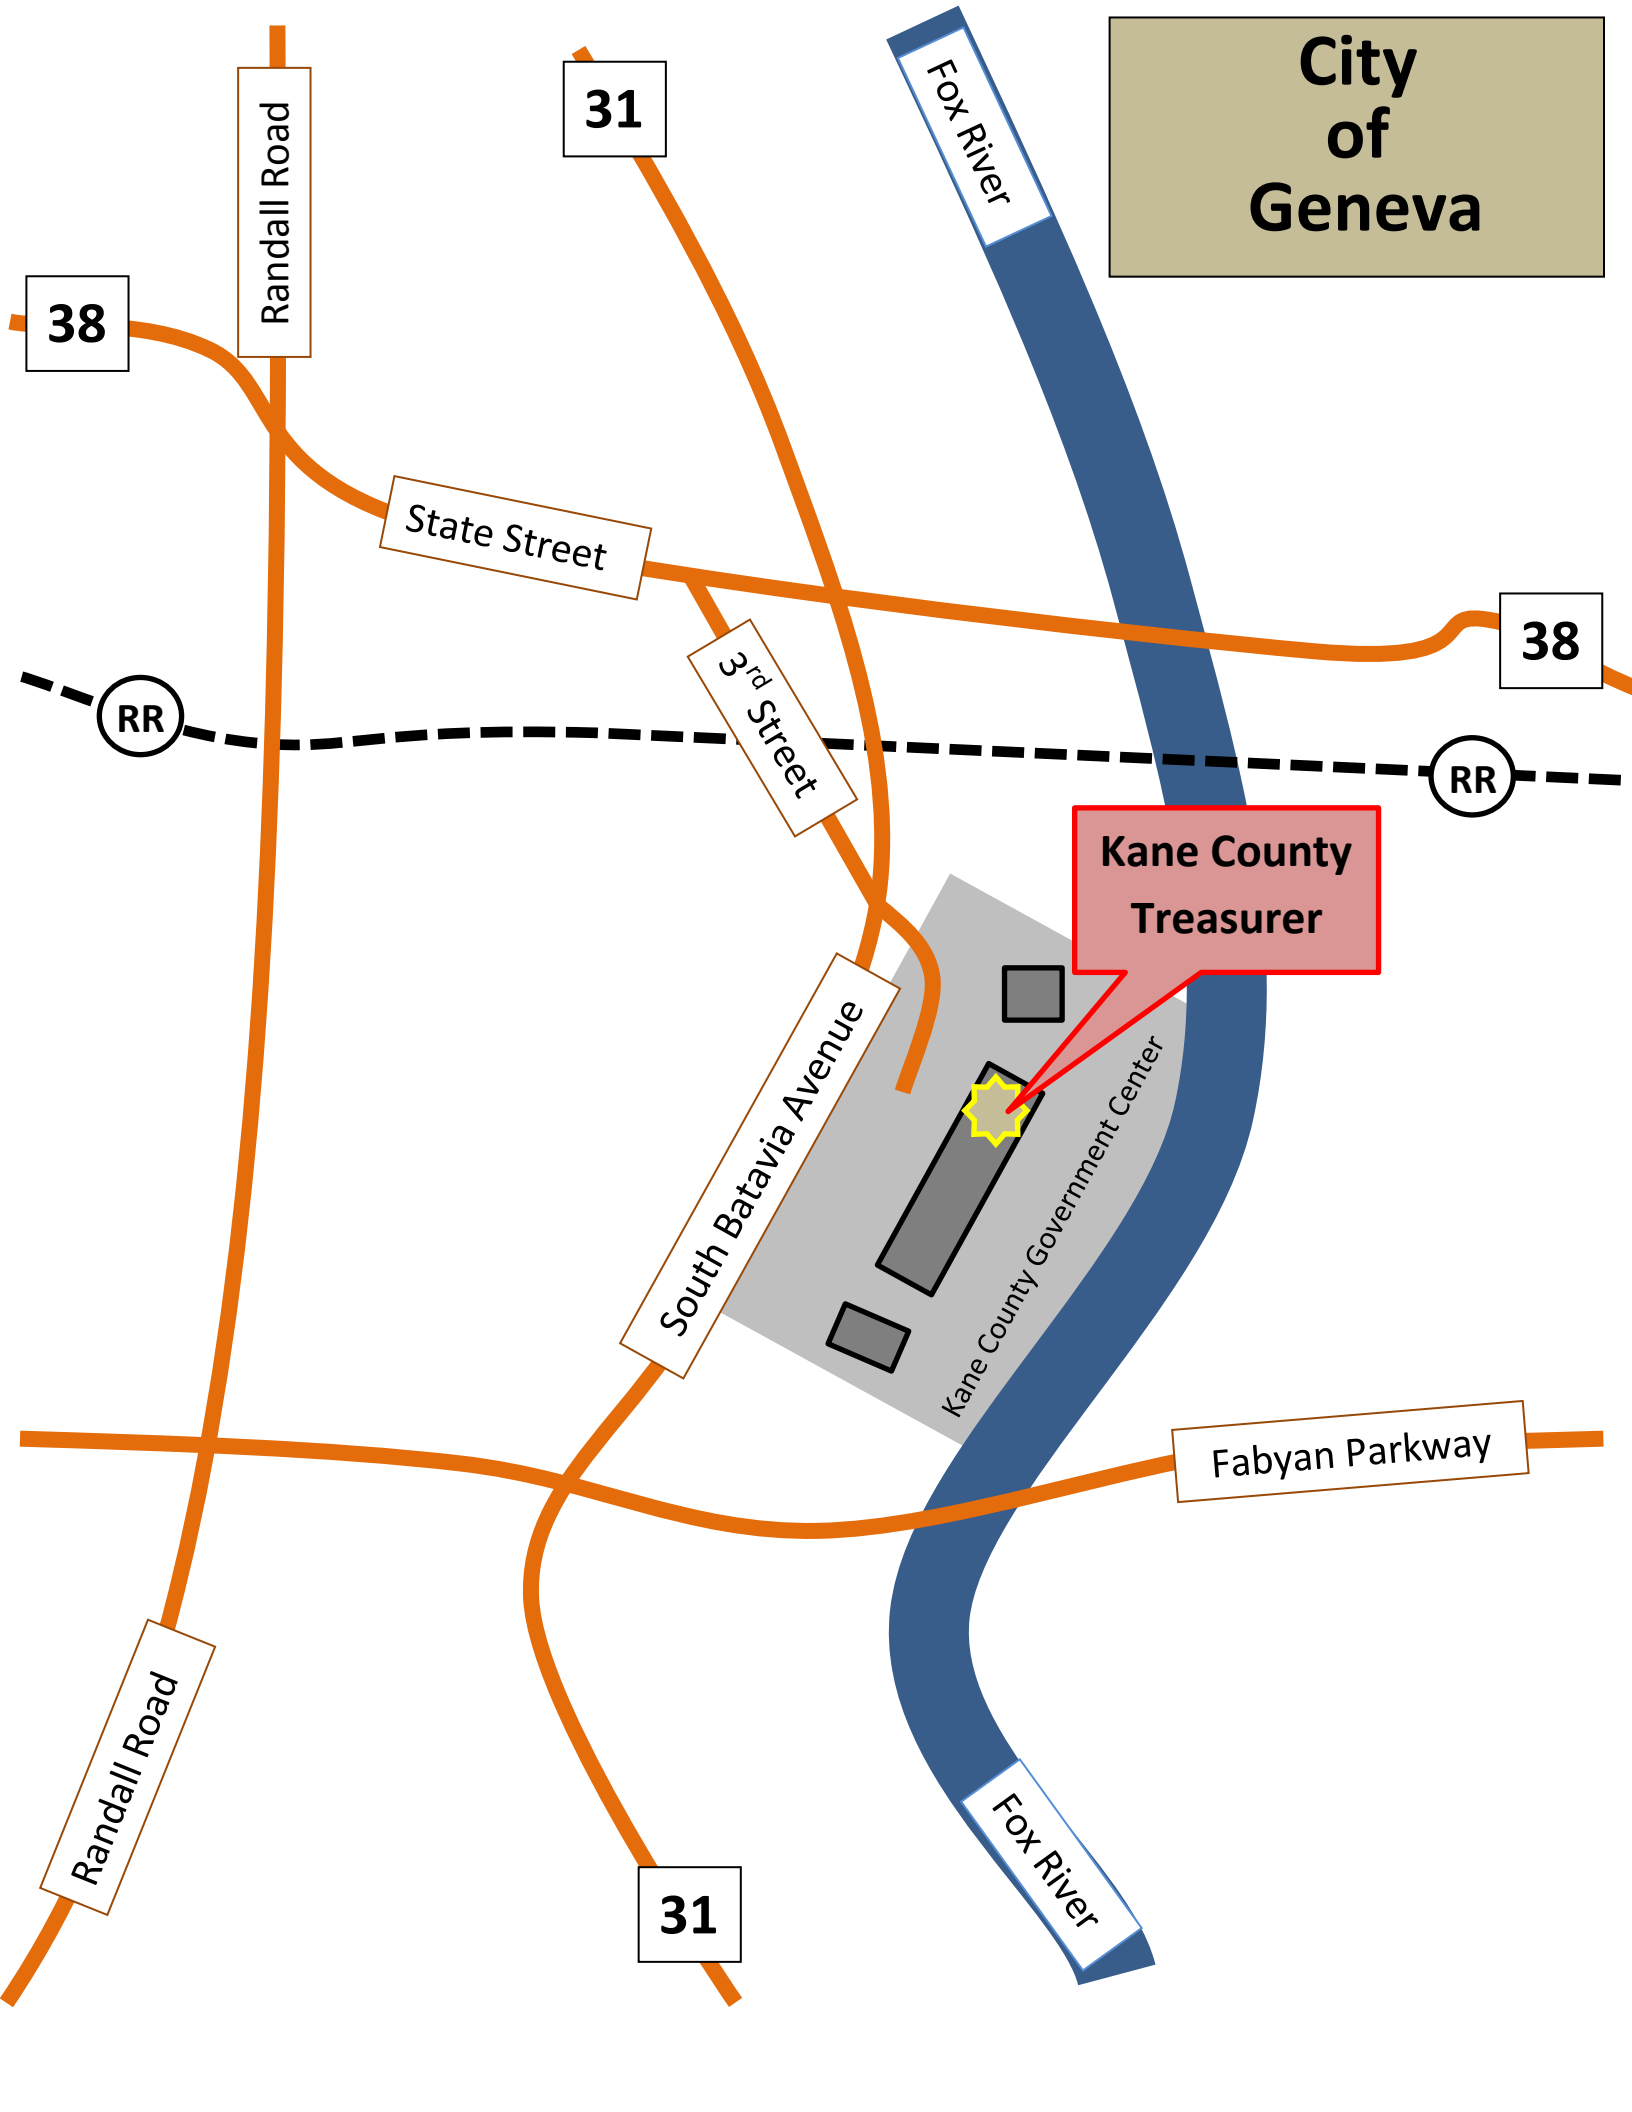 City
of
Geneva
Fox River
31
Randall Road
38
State Street
38
3rd Street
RR
RR
Kane County
Treasurer
South Batavia Avenue
Kane County Government Center
Fabyan Parkway
Randall Road
Fox River
31